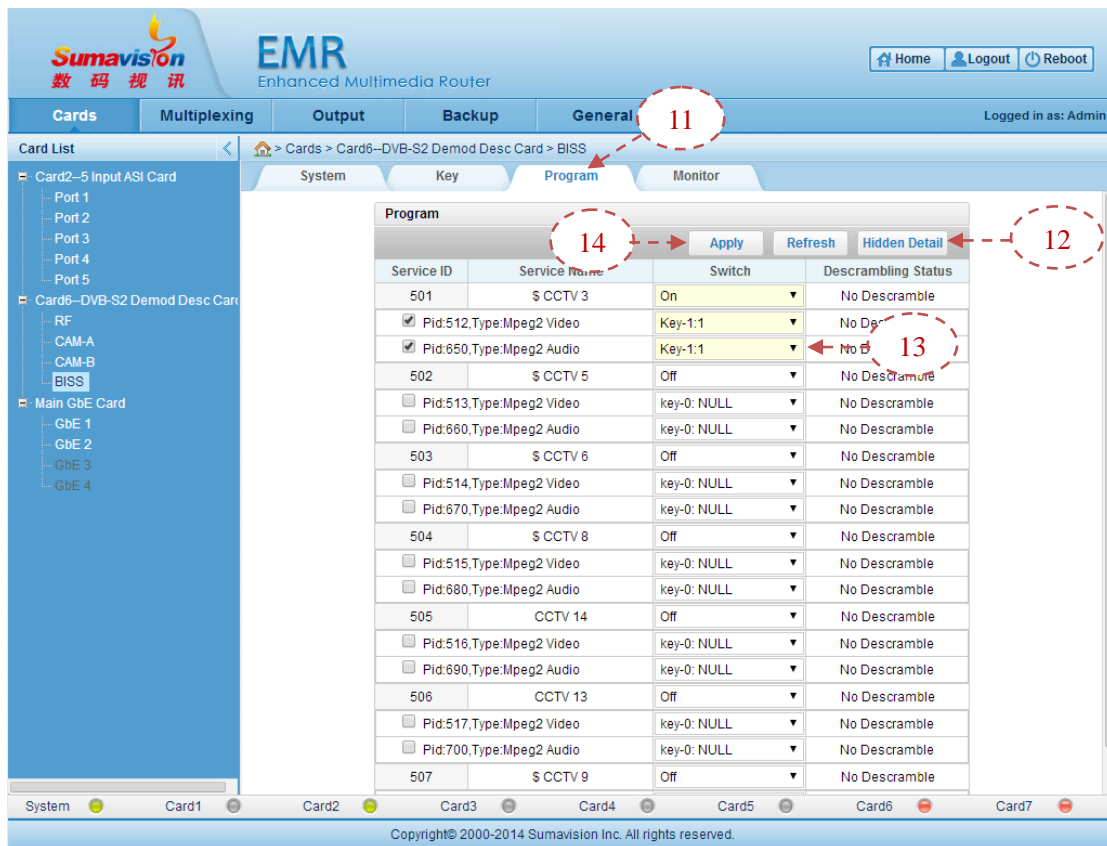 Sumavision
数码视讯
EMR
Enhanced Multimedia Router
Home Logout Reboot
Cards Multiplexing Output Backup General Logged in as: Admin
11
Card List
> Cards > Card6--DVB-S2 Demod Desc Card > BISS
System Key Program Monitor
Card2--5 Input ASI Card
Port 1
Port 2
Port 3
Port 4
Port 5
Card6--DVB-S2 Demod Desc Card
RF
CAM-A
CAM-B
BISS
Main GbE Card
GbE 1
GbE 2
GbE 3
GbE 4
Program
14 Apply Refresh Hidden Detail 12
Service ID Service Name Switch Descrambling Status
501 $ CCTV 3 On No Descramble
Pid:512,Type:Mpeg2 Video Key-1:1 No De
Pid:650,Type:Mpeg2 Audio Key-1:1 No D
13
502 $ CCTV 5 Off No Descramble
Pid:513,Type:Mpeg2 Video key-0: NULL No Descramble
Pid:660,Type:Mpeg2 Audio key-0: NULL No Descramble
503 $ CCTV 6 Off No Descramble
Pid:514,Type:Mpeg2 Video key-0: NULL No Descramble
Pid:670,Type:Mpeg2 Audio key-0: NULL No Descramble
504 $ CCTV 8 Off No Descramble
Pid:515,Type:Mpeg2 Video key-0: NULL No Descramble
Pid:680,Type:Mpeg2 Audio key-0: NULL No Descramble
505 CCTV 14 Off No Descramble
Pid:516,Type:Mpeg2 Video key-0: NULL No Descramble
Pid:690,Type:Mpeg2 Audio key-0: NULL No Descramble
506 CCTV 13 Off No Descramble
Pid:517,Type:Mpeg2 Video key-0: NULL No Descramble
Pid:700,Type:Mpeg2 Audio key-0: NULL No Descramble
507 $ CCTV 9 Off No Descramble
System Card1 Card2 Card3 Card4 Card5 Card6 Card7
Copyright© 2000-2014 Sumavision Inc. All rights reserved.